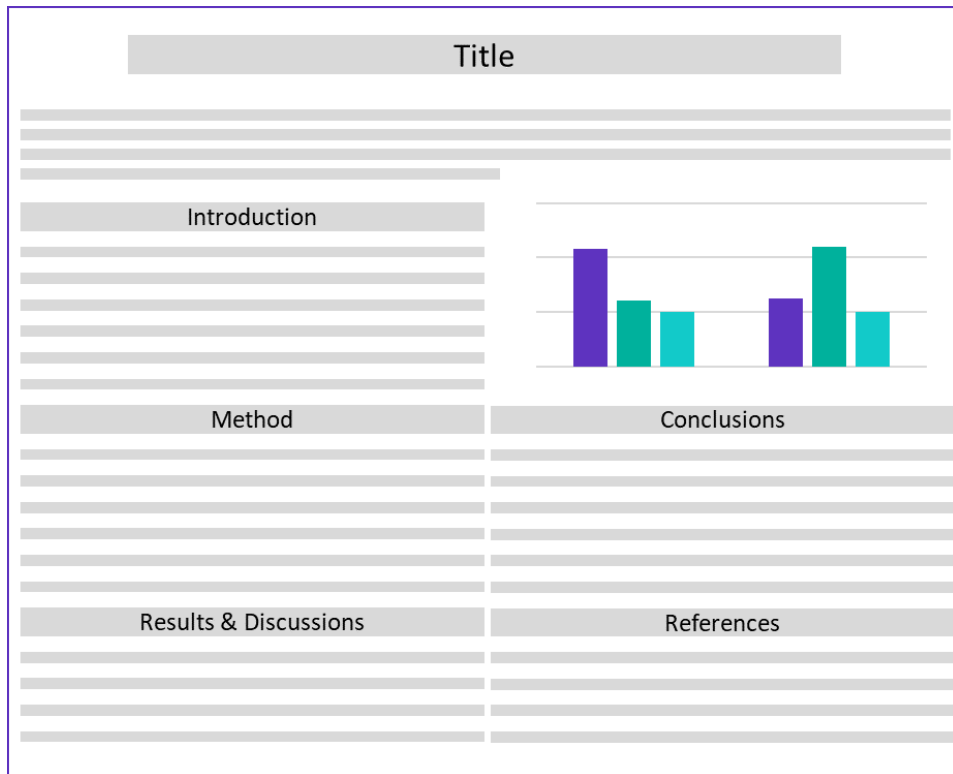 Title
Introduction
Method
Results & Discussions
Conclusions
References